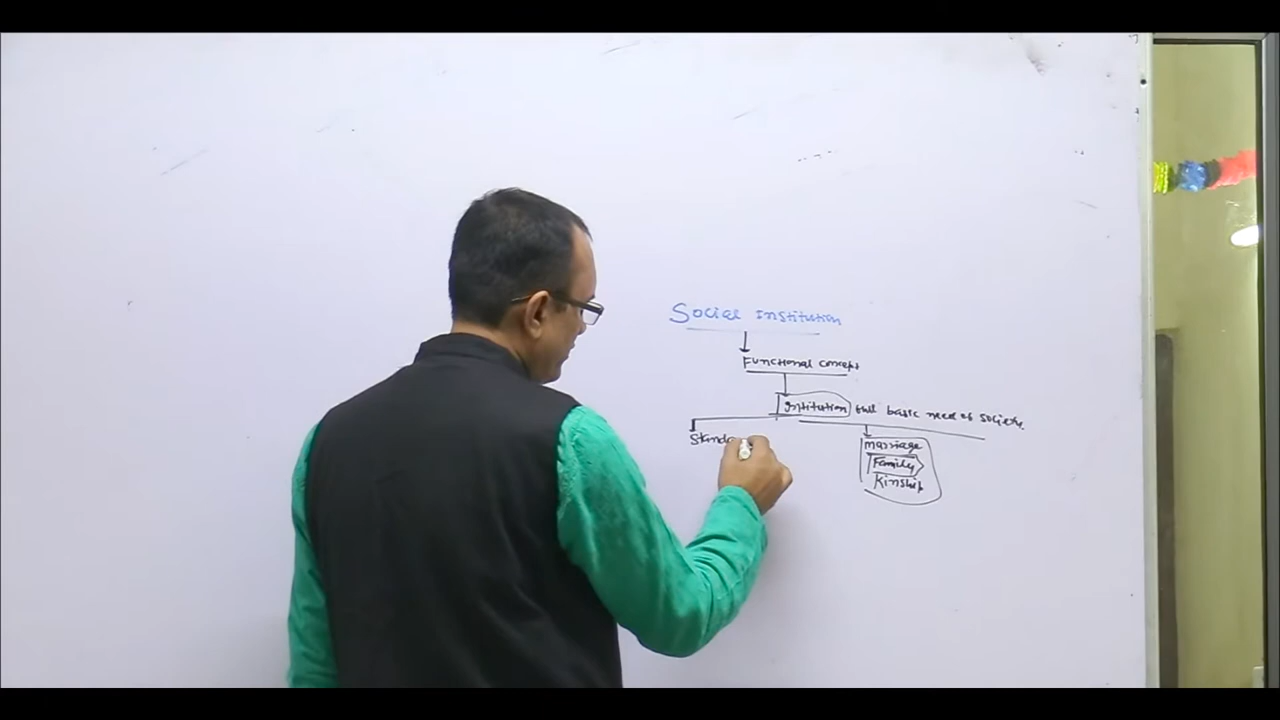 Social Institution
Functional concept
Institution full basic need of society
Standa
marriage
Family
Kinship